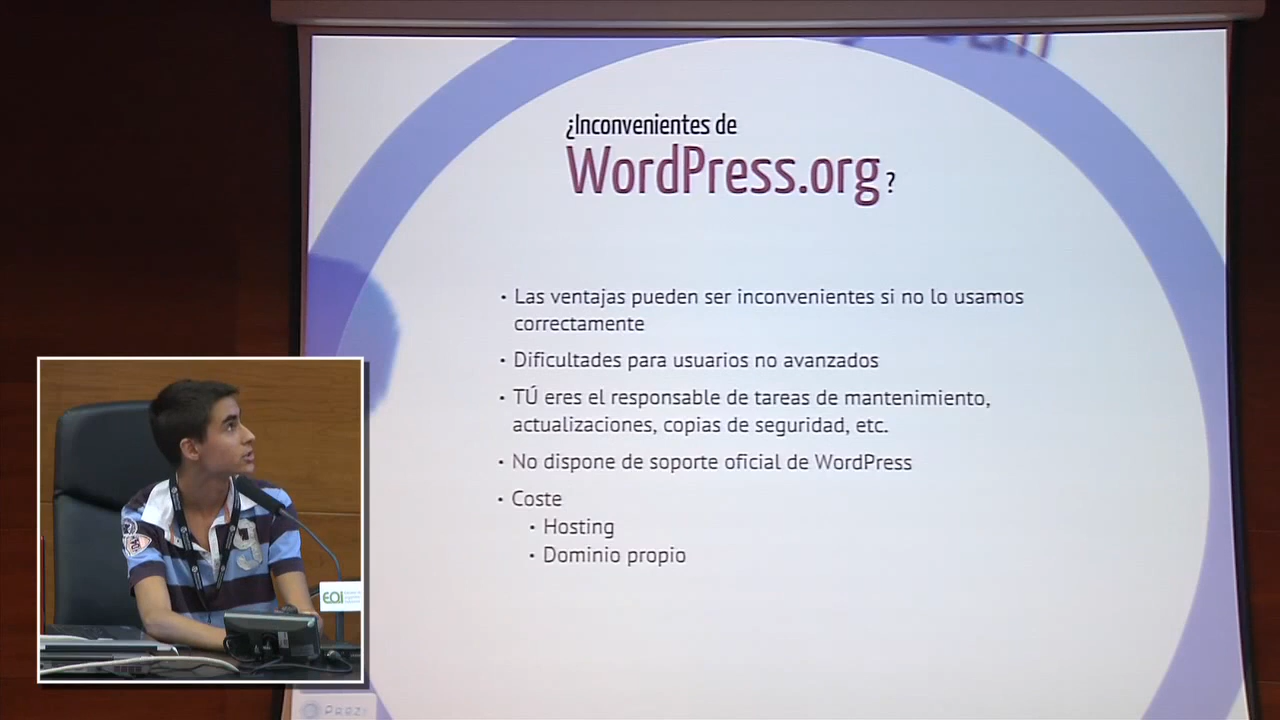 ¿Inconvenientes de
WordPress.org ?
• Las ventajas pueden ser inconvenientes si no lo usamos
correctamente
• Dificultades para usuarios no avanzados
• TÚ eres el responsable de tareas de mantenimiento,
actualizaciones, copias de seguridad, etc.
• No dispone de soporte oficial de WordPress
• Coste
• Hosting
• Dominio propio
9
EOI
Prezi